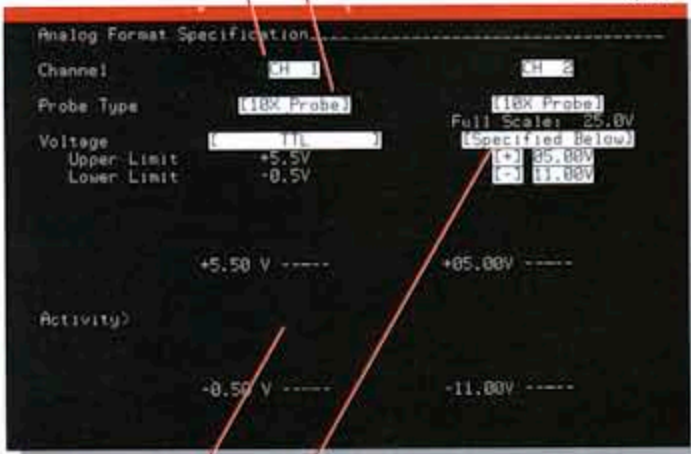 Analog Format Specification
Channel [CH 1] [CH 2]
Probe Type [10X Probe] [10X Probe]
Full Scale: 25.0V
Voltage [ TTL ] [Specified Below]
Upper Limit +5.5V [+] 05.00V
Lower Limit -0.5V [-] 11.00V
+5.50 V ----- +05.00V -----
Activity>
-0.50 V ----- -11.00V -----